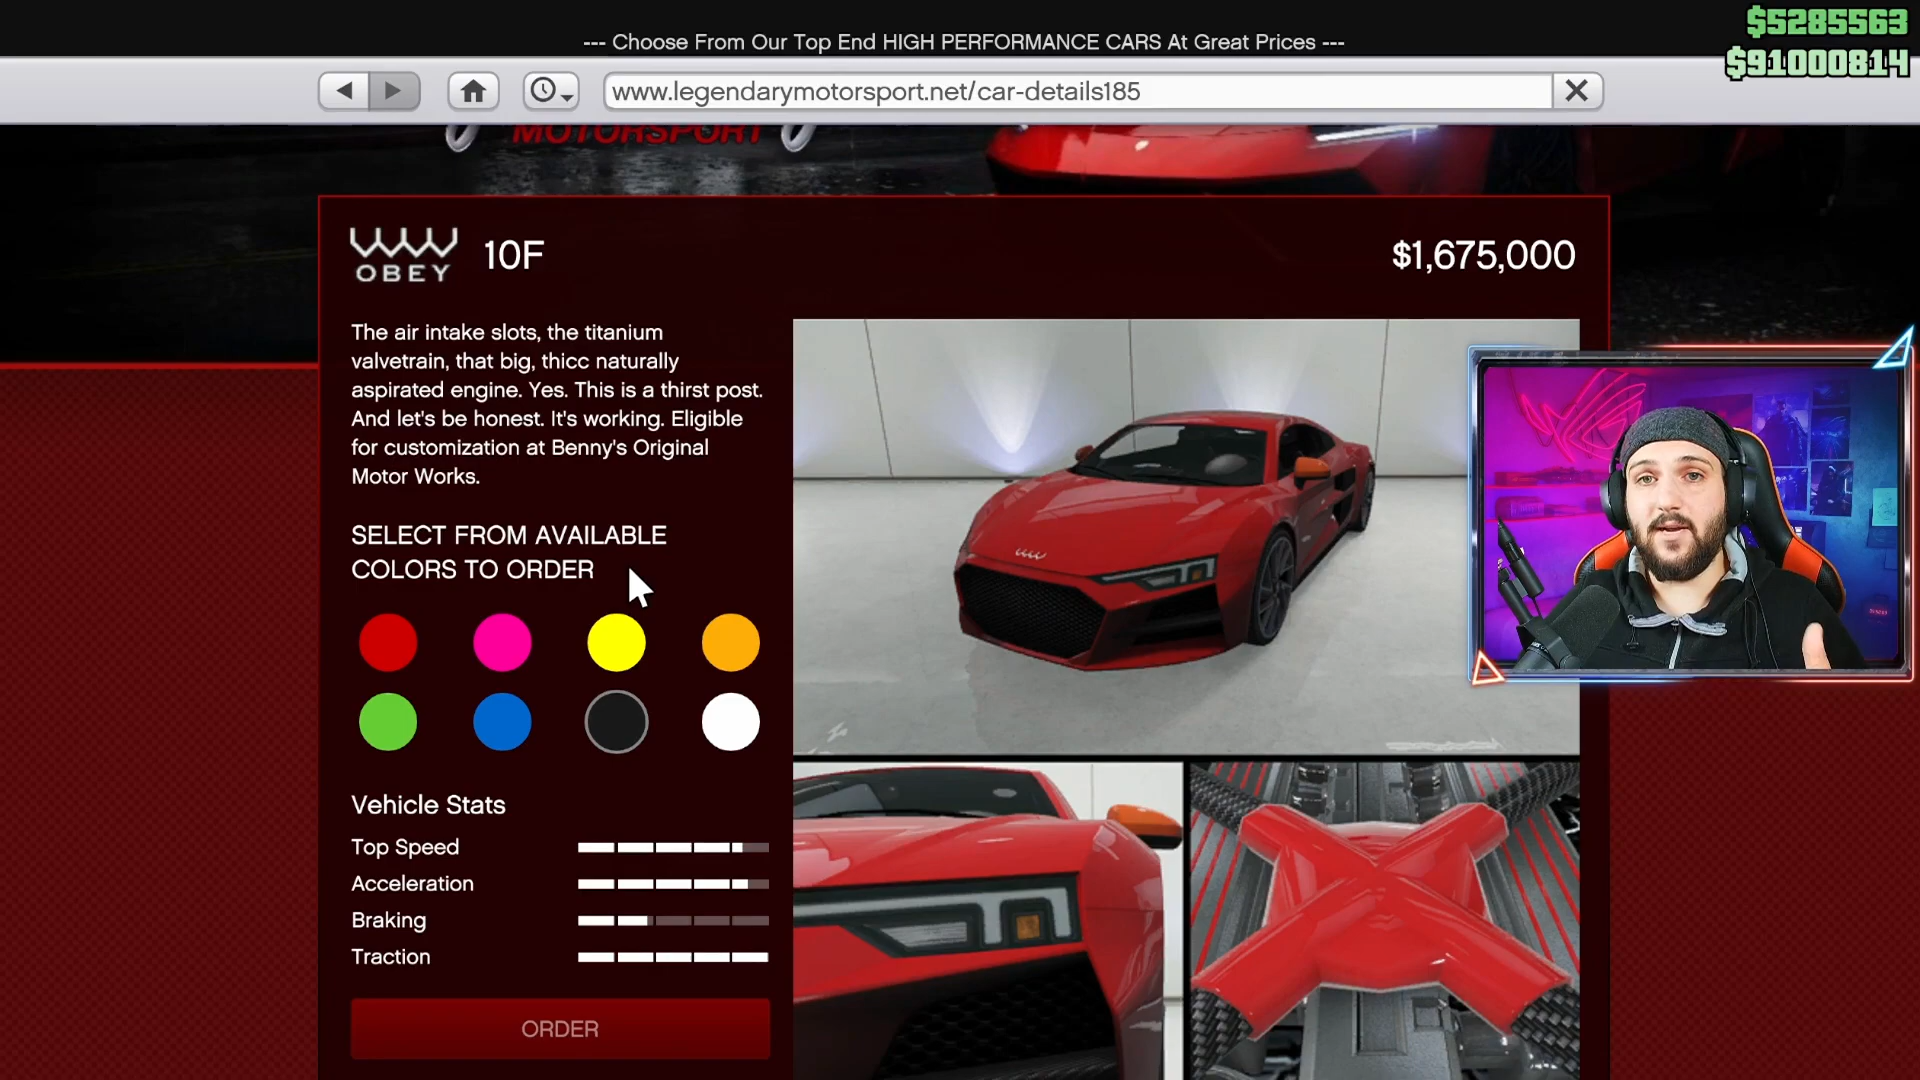 --- Choose From Our Top End HIGH PERFORMANCE CARS At Great Prices ---
$5285563
$91000814
www.legendarymotorsport.net/car-details185
MOTORSPORT
OBEY
10F
$1,675,000
The air intake slots, the titanium
valvetrain, that big, thicc naturally
aspirated engine. Yes. This is a thirst post.
And let's be honest. It's working. Eligible
for customization at Benny's Original
Motor Works.
SELECT FROM AVAILABLE
COLORS TO ORDER
Vehicle Stats
Top Speed
Acceleration
Braking
Traction
ORDER